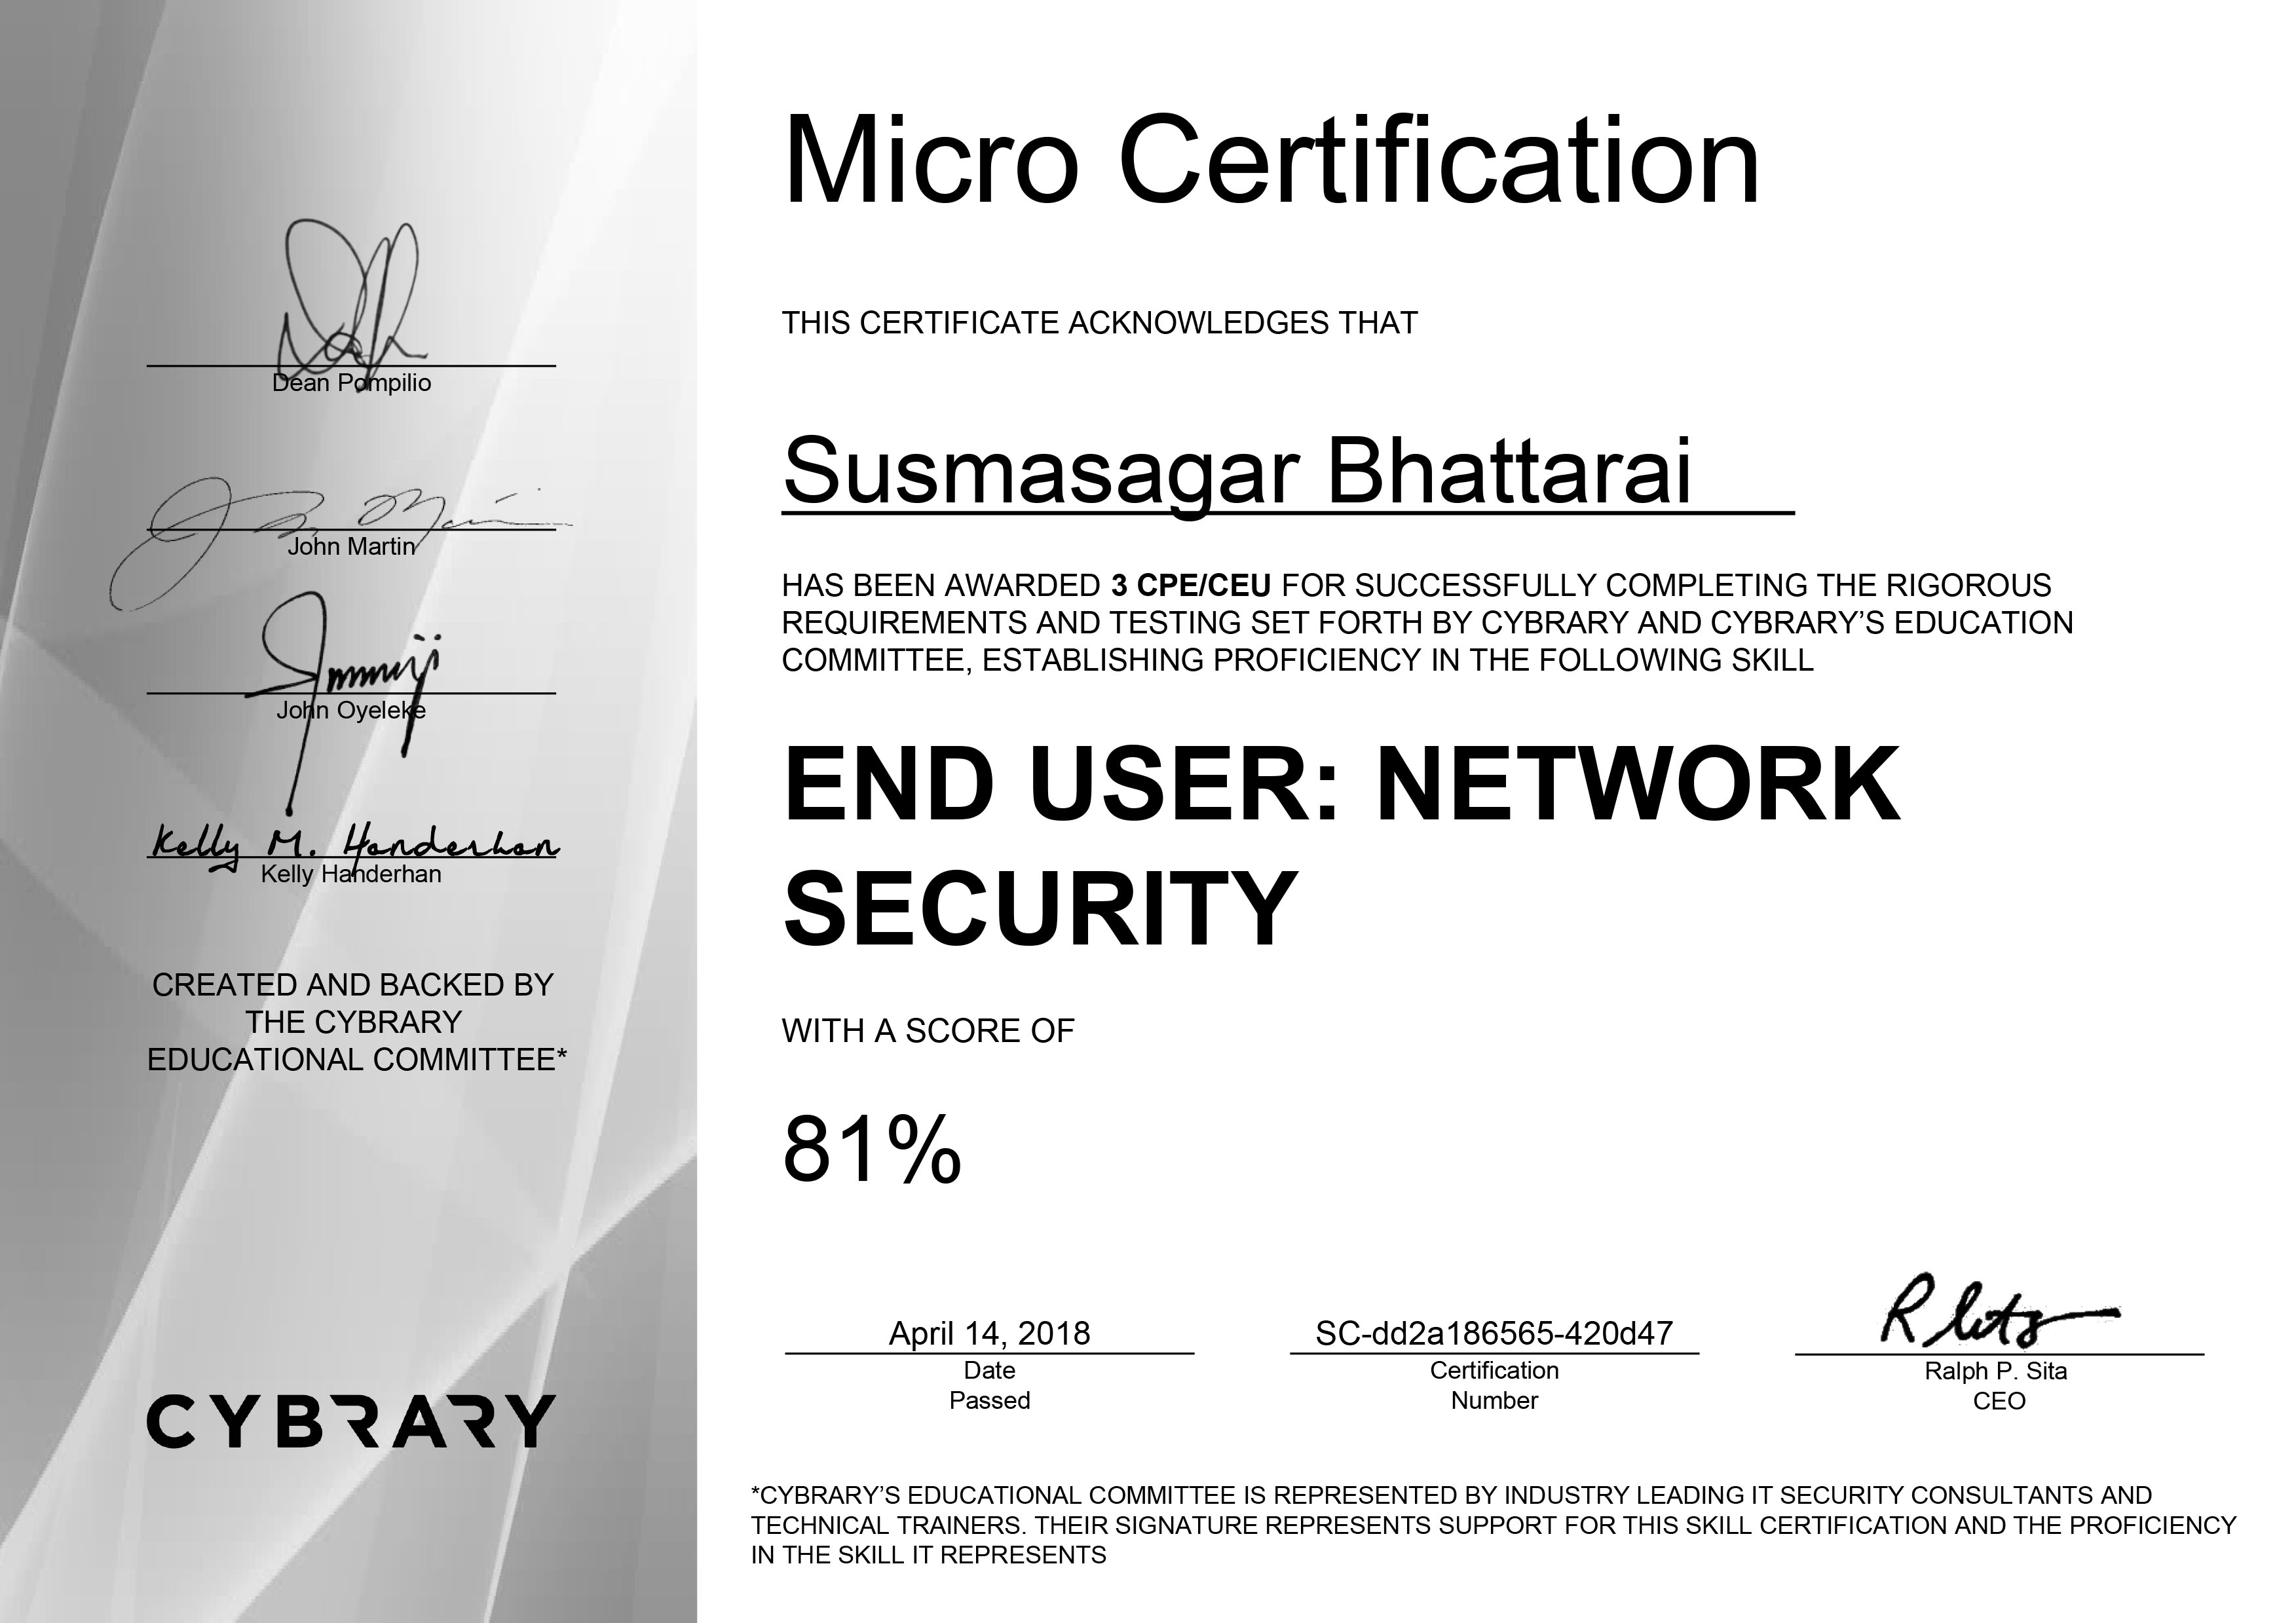 Micro Certification
THIS CERTIFICATE ACKNOWLEDGES THAT
Susmasagar Bhattarai
HAS BEEN AWARDED 3 CPE/CEU FOR SUCCESSFULLY COMPLETING THE RIGOROUS
REQUIREMENTS AND TESTING SET FORTH BY CYBRARY AND CYBRARY’S EDUCATION
COMMITTEE, ESTABLISHING PROFICIENCY IN THE FOLLOWING SKILL
END USER: NETWORK
SECURITY
WITH A SCORE OF
81%
April 14, 2018
Date
Passed
SC-dd2a186565-420d47
Certification
Number
Ralph P. Sita
CEO
*CYBRARY’S EDUCATIONAL COMMITTEE IS REPRESENTED BY INDUSTRY LEADING IT SECURITY CONSULTANTS AND
TECHNICAL TRAINERS. THEIR SIGNATURE REPRESENTS SUPPORT FOR THIS SKILL CERTIFICATION AND THE PROFICIENCY
IN THE SKILL IT REPRESENTS
Dean Pompilio
John Martin
John Oyeleke
Kelly M. Handerhan
Kelly Handerhan
CREATED AND BACKED BY
THE CYBRARY
EDUCATIONAL COMMITTEE*
CYBRARY